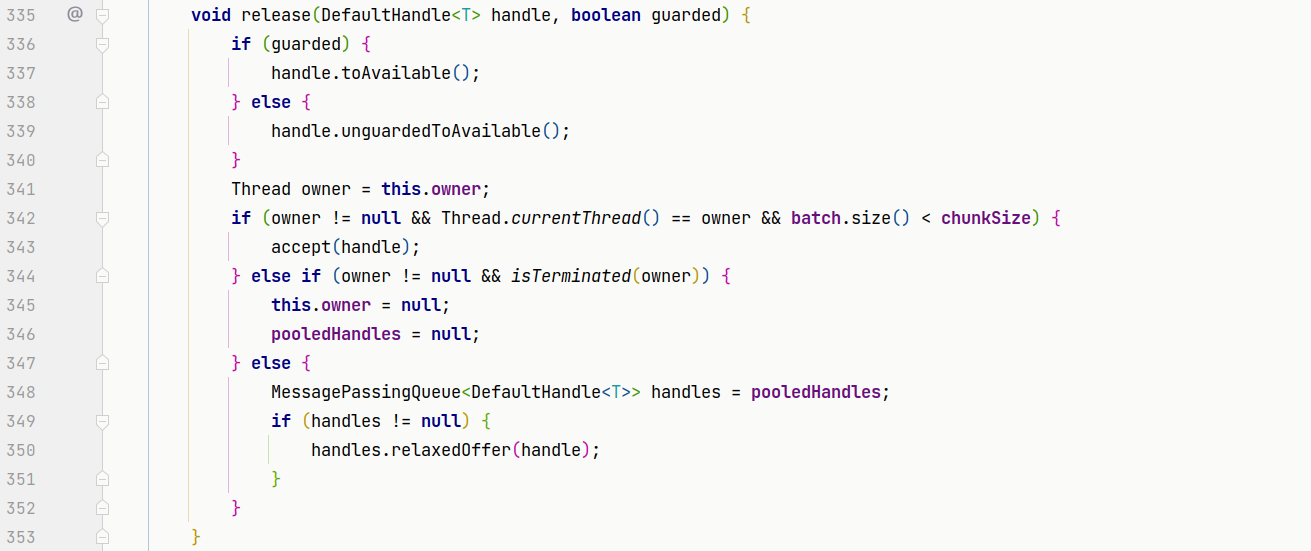 335 @ void release(DefaultHandle<T> handle, boolean guarded) {
336 if (guarded) {
337 handle.toAvailable();
338 } else {
339 handle.unguardedToAvailable();
340 }
341 Thread owner = this.owner;
342 if (owner != null && Thread.currentThread() == owner && batch.size() < chunkSize) {
343 accept(handle);
344 } else if (owner != null && isTerminated(owner)) {
345 this.owner = null;
346 pooledHandles = null;
347 } else {
348 MessagePassingQueue<DefaultHandle<T>> handles = pooledHandles;
349 if (handles != null) {
350 handles.relaxedOffer(handle);
351 }
352 }
353 }